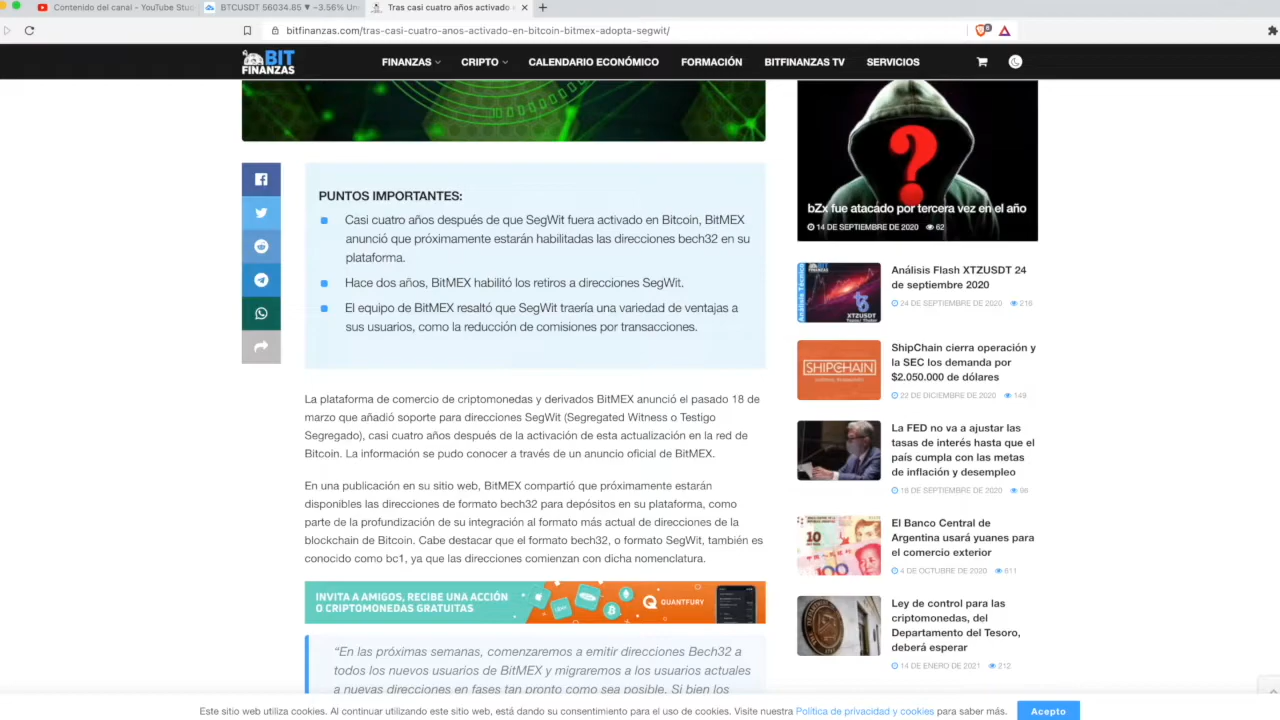 Contenido del canal - YouTube Stu
BTCUSDT 56034.85 ▼ −3.56% Un
Tras casi cuatro años activado
bitfinanzas.com/tras-casi-cuatro-anos-activado-en-bitcoin-bitmex-adopta-segwit/
BIT
FINANZAS
FINANZAS
CRIPTO
CALENDARIO ECONÓMICO
FORMACIÓN
BITFINANZAS TV
SERVICIOS
PUNTOS IMPORTANTES:
Casi cuatro años después de que SegWit fuera activado en Bitcoin, BitMEX
anunció que próximamente estarán habilitadas las direcciones bech32 en su
plataforma.
Hace dos años, BitMEX habilitó los retiros a direcciones SegWit.
El equipo de BitMEX resaltó que SegWit traería una variedad de ventajas a
sus usuarios, como la reducción de comisiones por transacciones.
La plataforma de comercio de criptomonedas y derivados BitMEX anunció el pasado 18 de
marzo que añadió soporte para direcciones SegWit (Segregated Witness o Testigo
Segregado), casi cuatro años después de la activación de esta actualización en la red de
Bitcoin. La información se pudo conocer a través de un anuncio oficial de BitMEX.
En una publicación en su sitio web, BitMEX compartió que próximamente estarán
disponibles las direcciones de formato bech32 para depósitos en su plataforma, como
parte de la profundización de su integración al formato más actual de direcciones de la
blockchain de Bitcoin. Cabe destacar que el formato bech32, o formato SegWit, también es
conocido como bc1, ya que las direcciones comienzan con dicha nomenclatura.
INVITA A AMIGOS, RECIBE UNA ACCIÓN
O CRIPTOMONEDAS GRATUITAS
QUANTFURY
“En las próximas semanas, comenzaremos a emitir direcciones Bech32 a
todos los nuevos usuarios de BitMEX y migraremos a los usuarios actuales
a nuevas direcciones en fases tan pronto como sea posible. Si bien los
?
bZx fue atacado por tercera vez en el año
14 DE SEPTIEMBRE DE 2020 62
BIT
FINANZAS
Análisis Técnico
XTZUSDT
Análisis Flash XTZUSDT 24
de septiembre 2020
24 DE SEPTIEMBRE DE 2020 216
SHIPCHAIN
ShipChain cierra operación y
la SEC los demanda por
$2.050.000 de dólares
22 DE DICIEMBRE DE 2020 149
La FED no va a ajustar las
tasas de interés hasta que el
país cumpla con las metas
de inflación y desempleo
16 DE SEPTIEMBRE DE 2020 96
10
100
El Banco Central de
Argentina usará yuanes para
el comercio exterior
4 DE OCTUBRE DE 2020 611
Ley de control para las
criptomonedas, del
Departamento del Tesoro,
deberá esperar
14 DE ENERO DE 2021 212
Este sitio web utiliza cookies. Al continuar utilizando este sitio web, está dando su consentimiento para el uso de cookies. Visite nuestra Política de privacidad y cookies para saber más.
Acepto